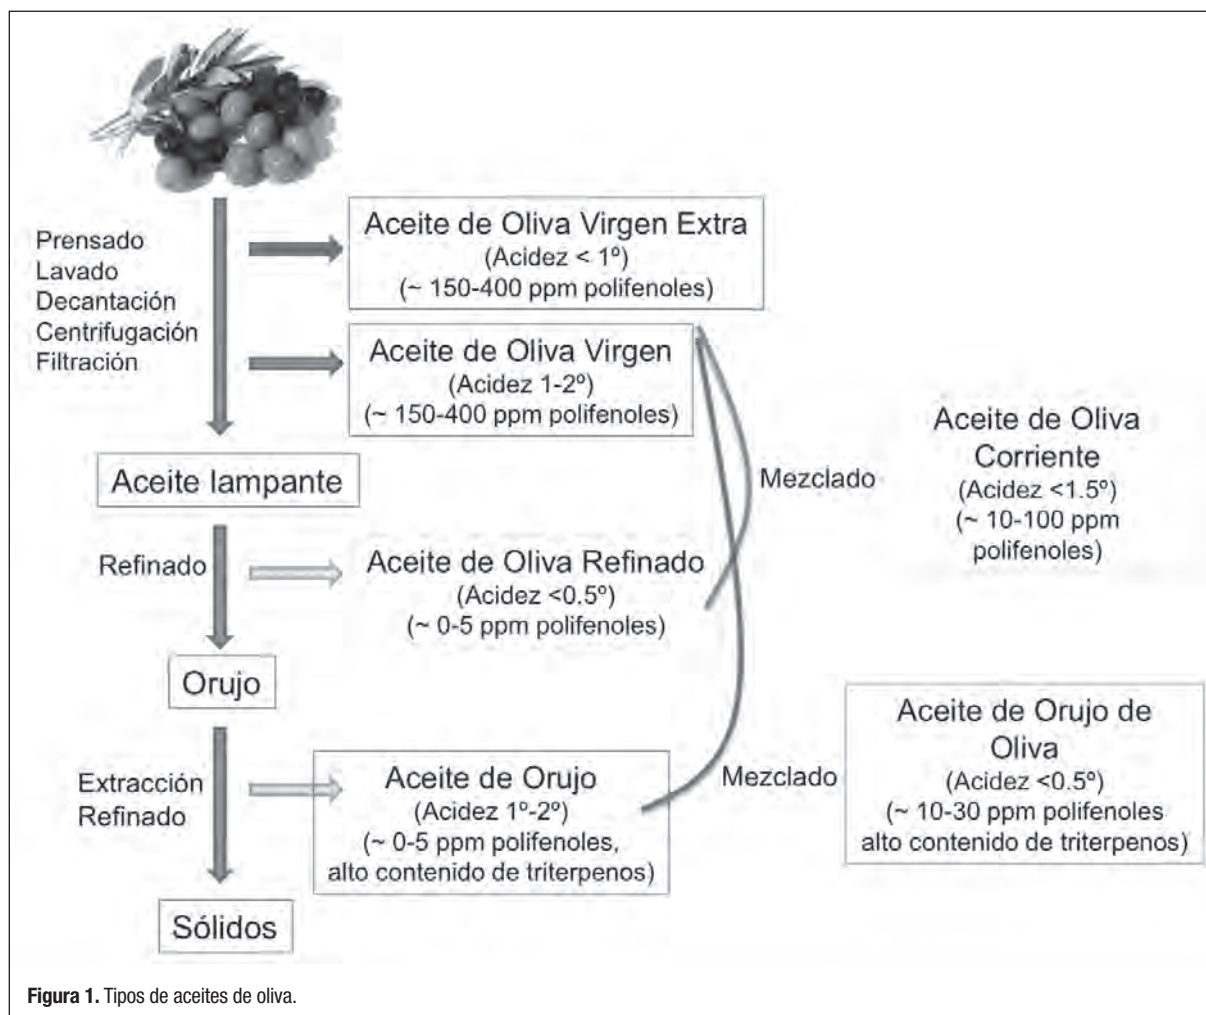 Prensado
Lavado
Decantación
Centrifugación
Filtración
Aceite de Oliva Virgen Extra
(Acidez < 1º)
(~ 150-400 ppm polifenoles)
Aceite de Oliva Virgen
(Acidez 1-2º)
(~ 150-400 ppm polifenoles)
Aceite lampante
Mezclado
Aceite de Oliva
Corriente
(Acidez <1.5º)
(~ 10-100 ppm
polifenoles)
Refinado
Aceite de Oliva Refinado
(Acidez <0.5º)
(~ 0-5 ppm polifenoles)
Orujo
Extracción
Refinado
Aceite de Orujo
(Acidez 1º-2º)
(~ 0-5 ppm polifenoles,
alto contenido de triterpenos)
Mezclado
Aceite de Orujo de
Oliva
(Acidez <0.5º)
(~ 10-30 ppm polifenoles
alto contenido de triterpenos)
Sólidos
Figura 1. Tipos de aceites de oliva.